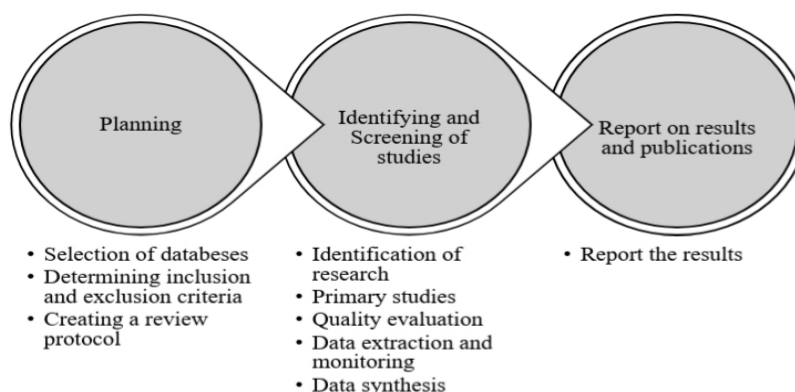 Planning
Identifying and
Screening of
studies
Report on results
and publications
• Selection of databeses
• Determining inclusion
and exclusion criteria
• Creating a review
protocol
• Identification of
research
• Primary studies
• Quality evaluation
• Data extraction and
monitoring
• Data synthesis
• Report the results